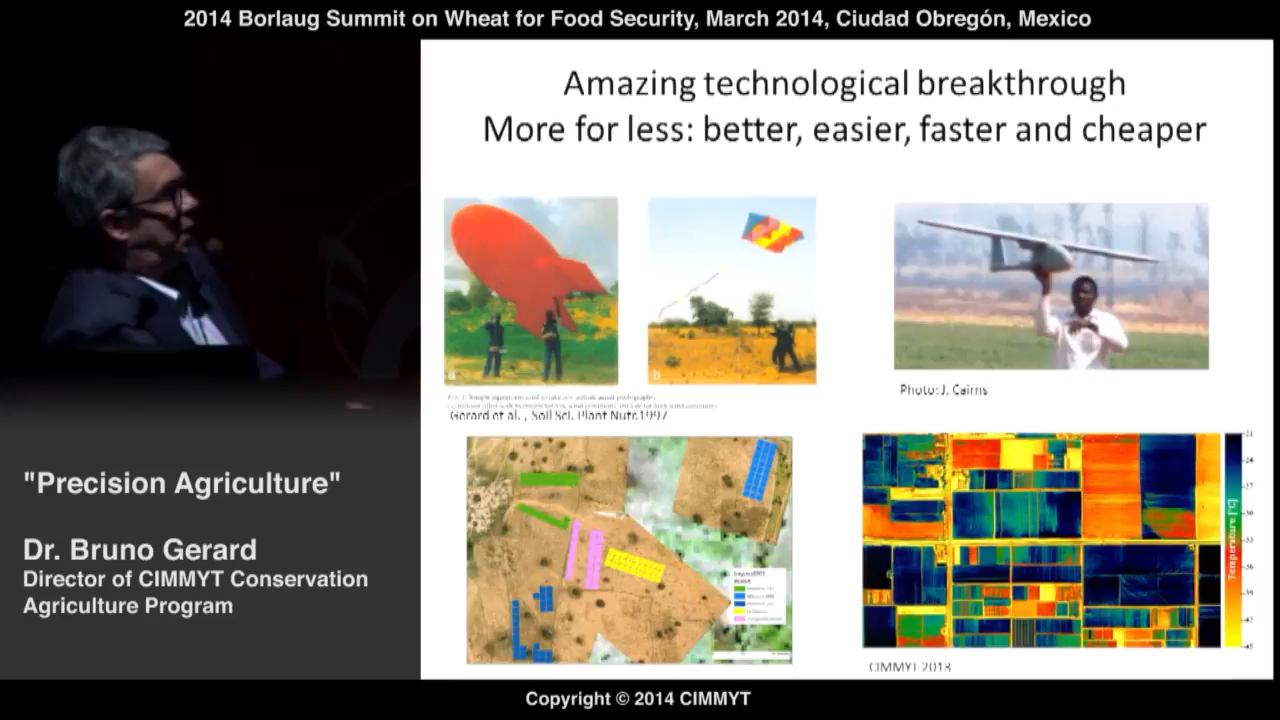 2014 Borlaug Summit on Wheat for Food Security, March 2014, Ciudad Obregón, Mexico
Amazing technological breakthrough
More for less: better, easier, faster and cheaper
a
b
Gerard et al. , Soil Sci. Plant Nutr.1997
Photo: J. Cairns
"Precision Agriculture"
Dr. Bruno Gerard
Director of CIMMYT Conservation
Agriculture Program
Temperature [°C]
CIMMYT 2013
Copyright © 2014 CIMMYT